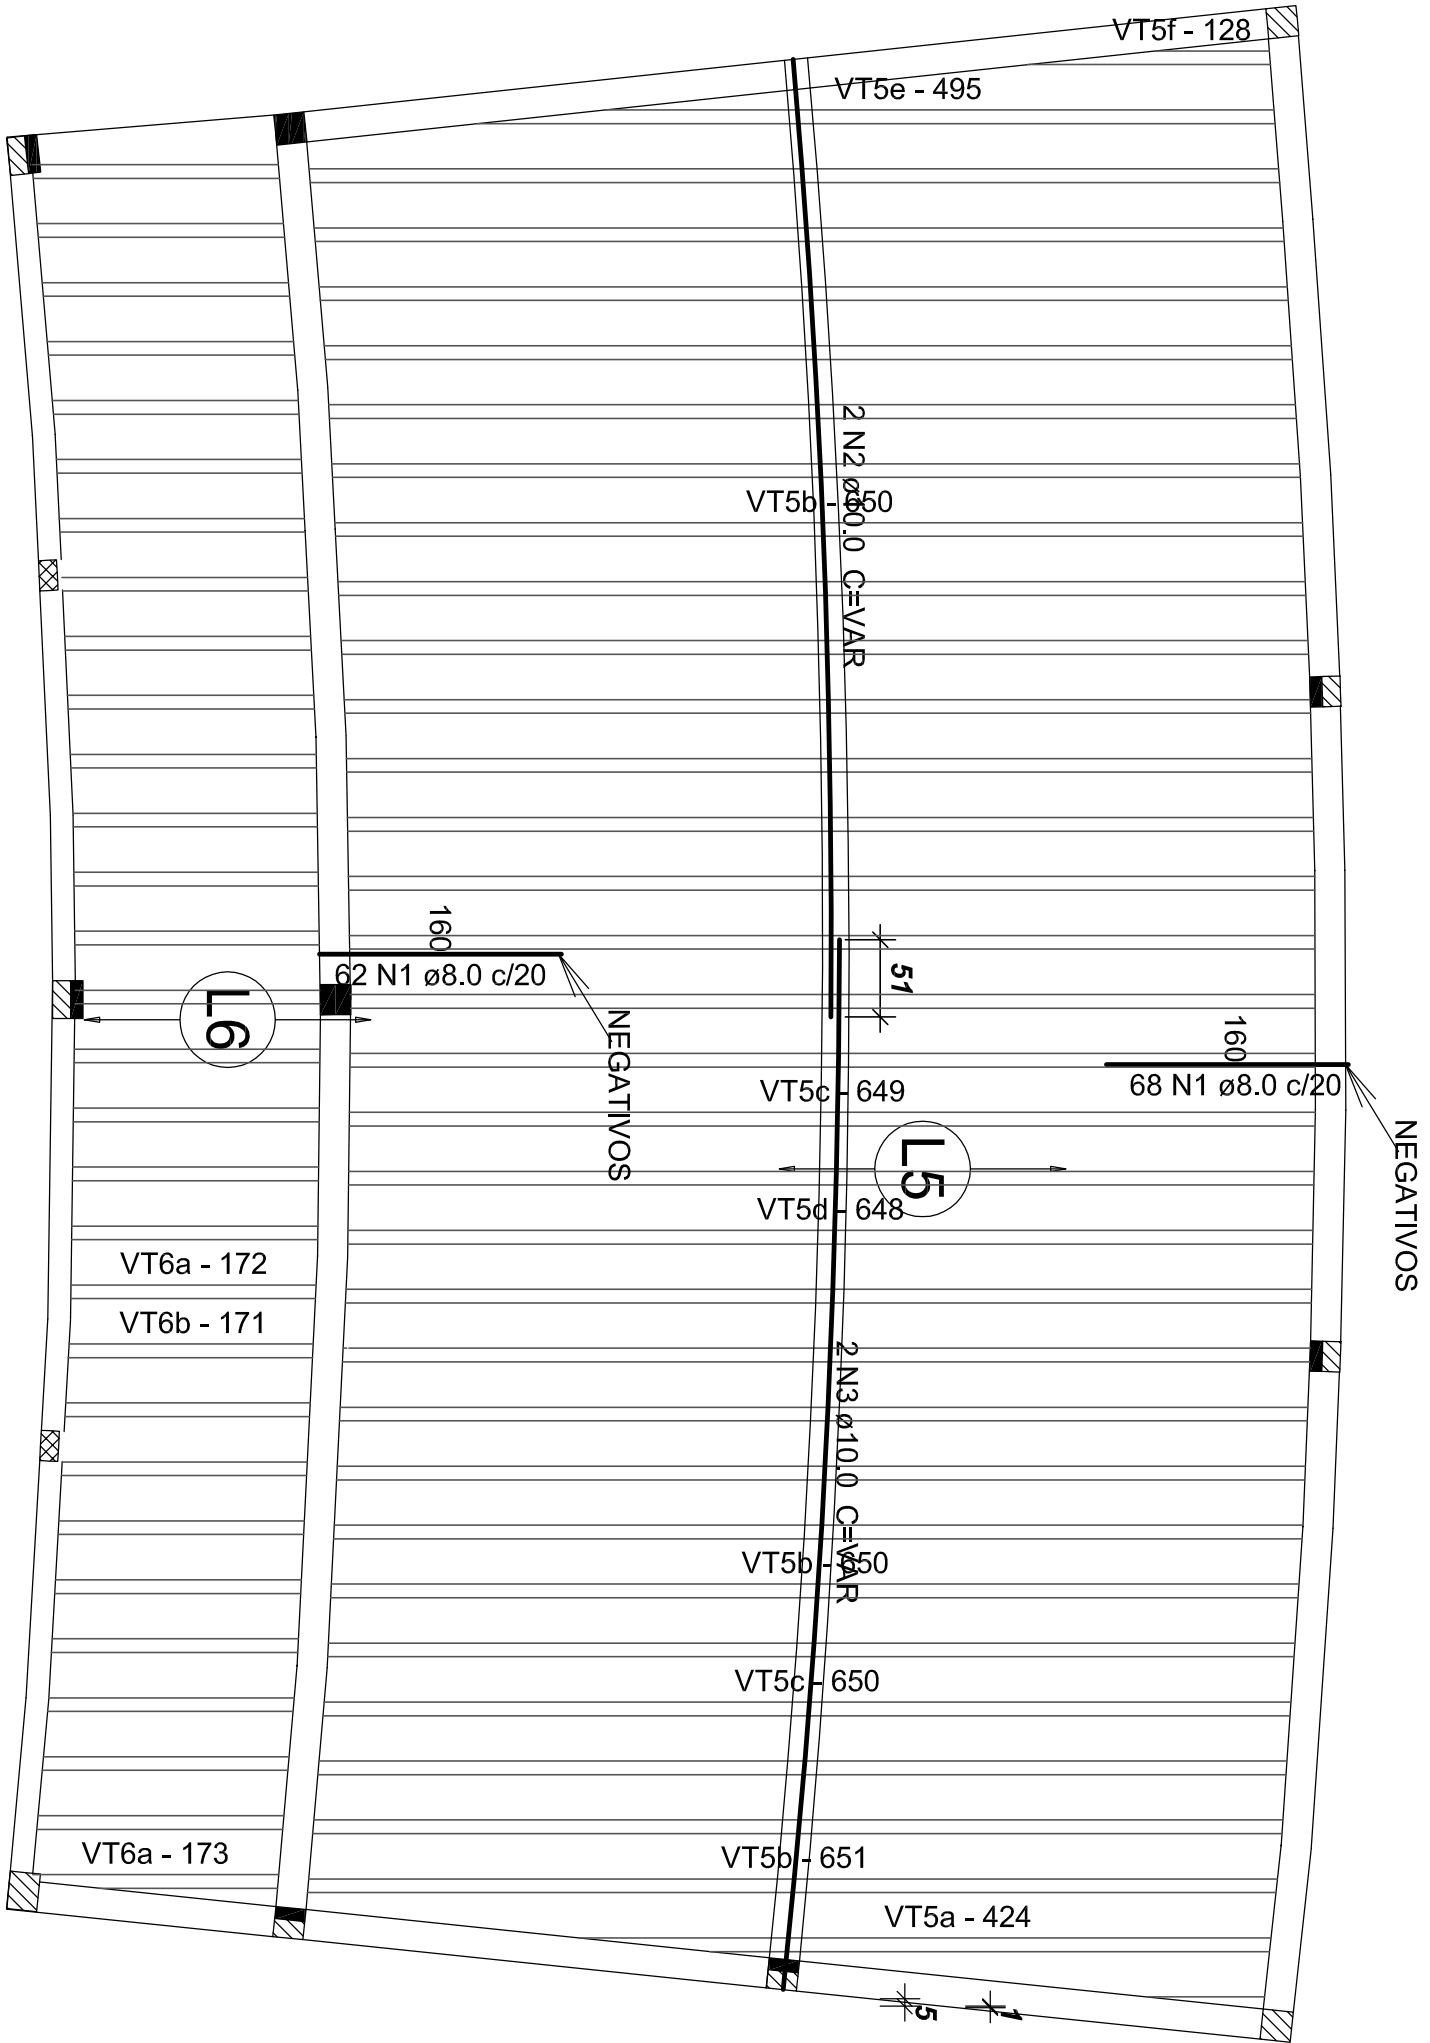 VT5f - 128
VT5e - 495
2 N2 ø10.0 C=VAR
VT5b - 650
160
62 N1 ø8.0 c/20
NEGATIVOS
51
L6
160
68 N1 ø8.0 c/20
NEGATIVOS
VT5c - 649
L5
VT5d - 648
VT6a - 172
VT6b - 171
2 N3 ø10.0 C=VAR
VT5b - 650
VT5c - 650
VT6a - 173
VT5b - 651
VT5a - 424
5
1